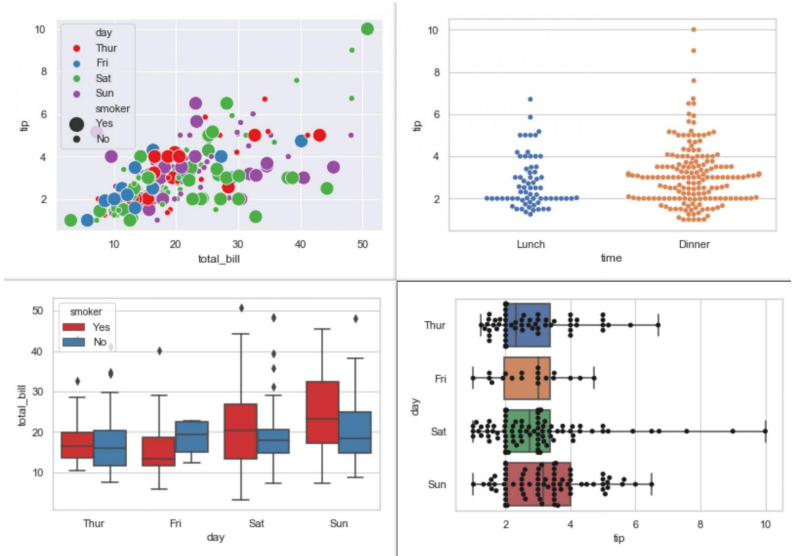 day
Thur
Fri
Sat
Sun
smoker
Yes
No
tip
10
8
6
4
2
10 20 30 40 50
total_bill
tip
10
8
6
4
2
Lunch Dinner
time
smoker
Yes
No
total_bill
50
40
30
20
10
Thur Fri Sat Sun
day
day
Thur
Fri
Sat
Sun
2 4 6 8 10
tip